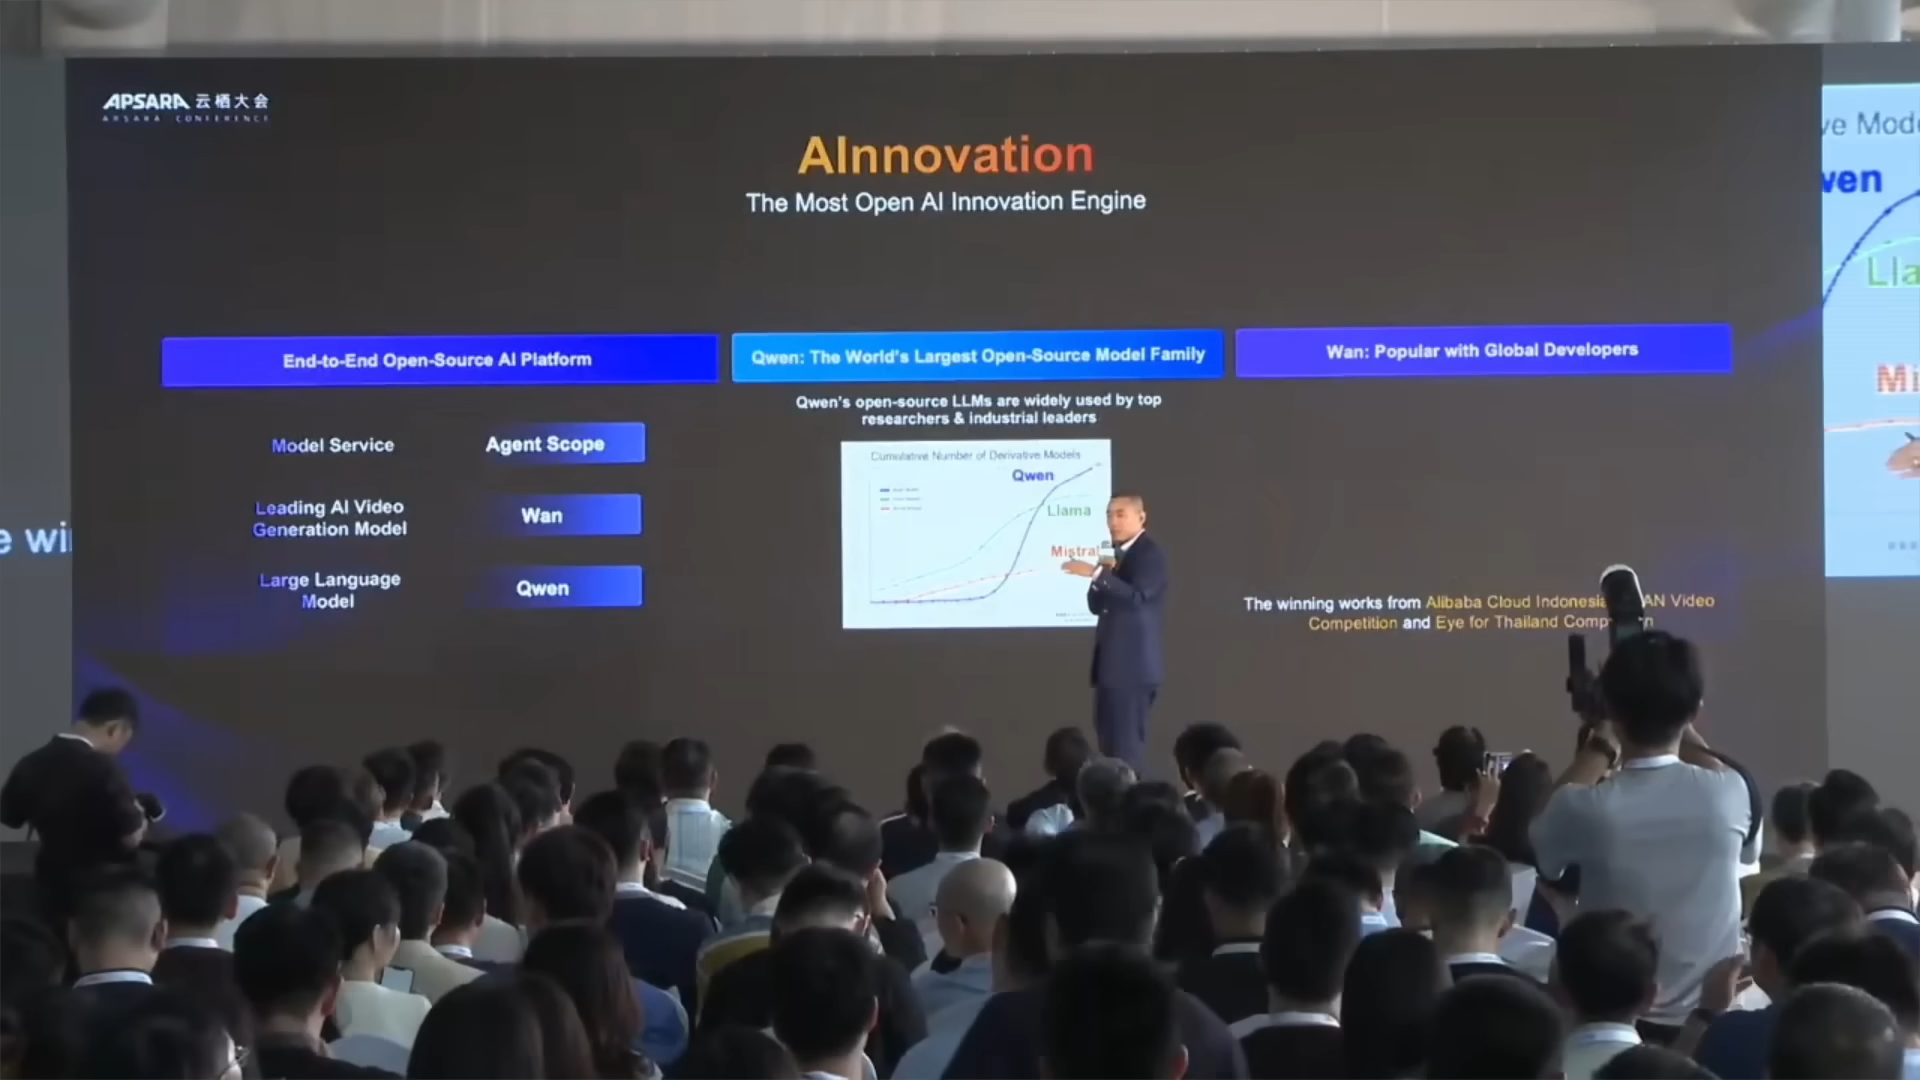 APSARA 云栖大会
APSARA CONFERENCE
AInnovation
The Most Open AI Innovation Engine
End-to-End Open-Source AI Platform
Model Service
Agent Scope
Leading AI Video
Generation Model
Wan
Large Language
Model
Qwen
Qwen: The World's Largest Open-Source Model Family
Qwen's open-source LLMs are widely used by top
researchers & industrial leaders
Cumulative Number of Derivative Models
Qwen
Llama
Mistral
Wan: Popular with Global Developers
The winning works from Alibaba Cloud Indonesia AN Video
Competition and Eye for Thailand